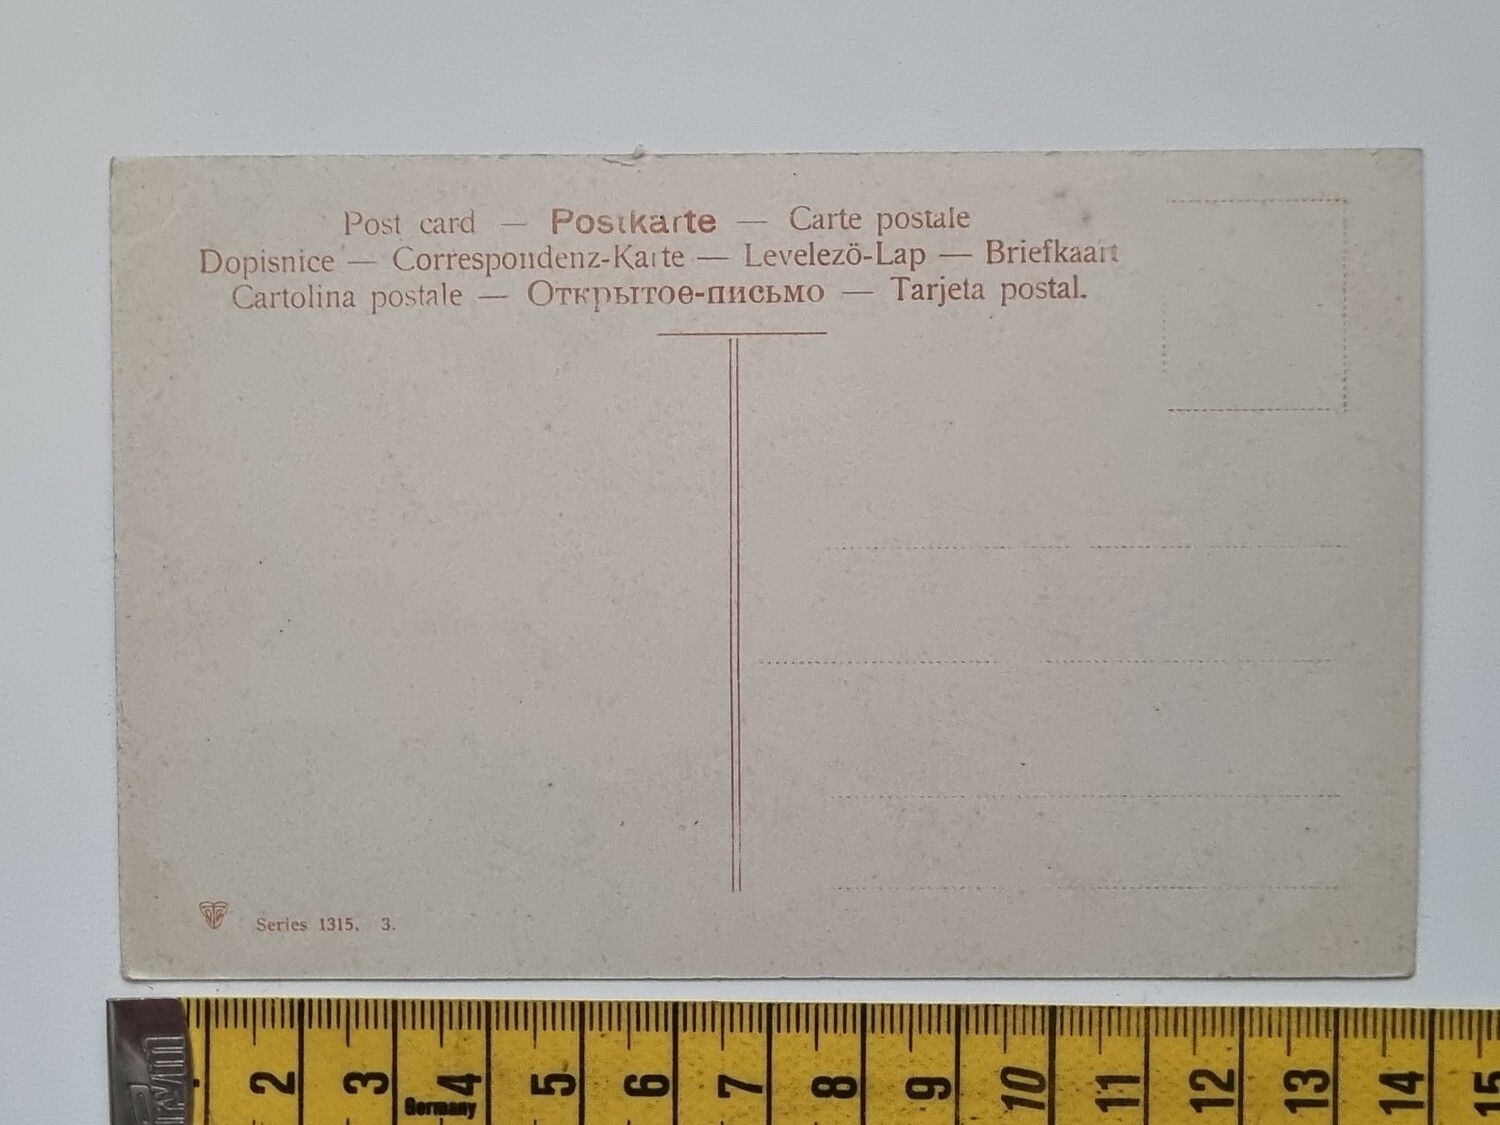 Post card — Postkarte — Carte postale
Dopisnice — Correspondenz-Karte — Levelezö-Lap — Briefkaart
Cartolina postale — Открытое-письмо — Tarjeta postal.
Series 1315. 3.
2 3 4 5 6 7 8 9 10 11 12 13 14 15
Germany